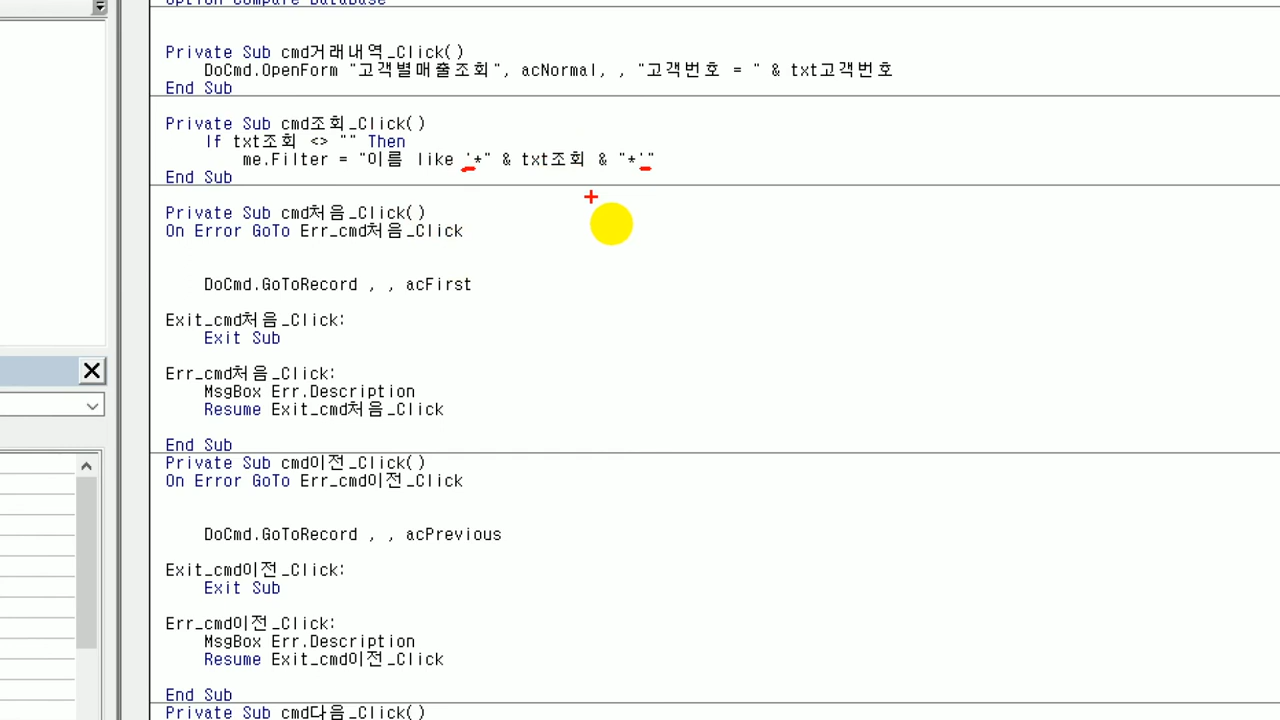 Option Compare Database
Private Sub cmd거래내역_Click()
DoCmd.OpenForm "고객별매출조회", acNormal, , "고객번호 = " & txt고객번호
End Sub
Private Sub cmd조회_Click()
If txt조회 <> "" Then
me.Filter = "이름 like '*" & txt조회 & "*'"
End Sub
Private Sub cmd처음_Click()
On Error GoTo Err_cmd처음_Click
DoCmd.GoToRecord , , acFirst
Exit_cmd처음_Click:
Exit Sub
Err_cmd처음_Click:
MsgBox Err.Description
Resume Exit_cmd처음_Click
End Sub
Private Sub cmd이전_Click()
On Error GoTo Err_cmd이전_Click
DoCmd.GoToRecord , , acPrevious
Exit_cmd이전_Click:
Exit Sub
Err_cmd이전_Click:
MsgBox Err.Description
Resume Exit_cmd이전_Click
End Sub
Private Sub cmd다음_Click()